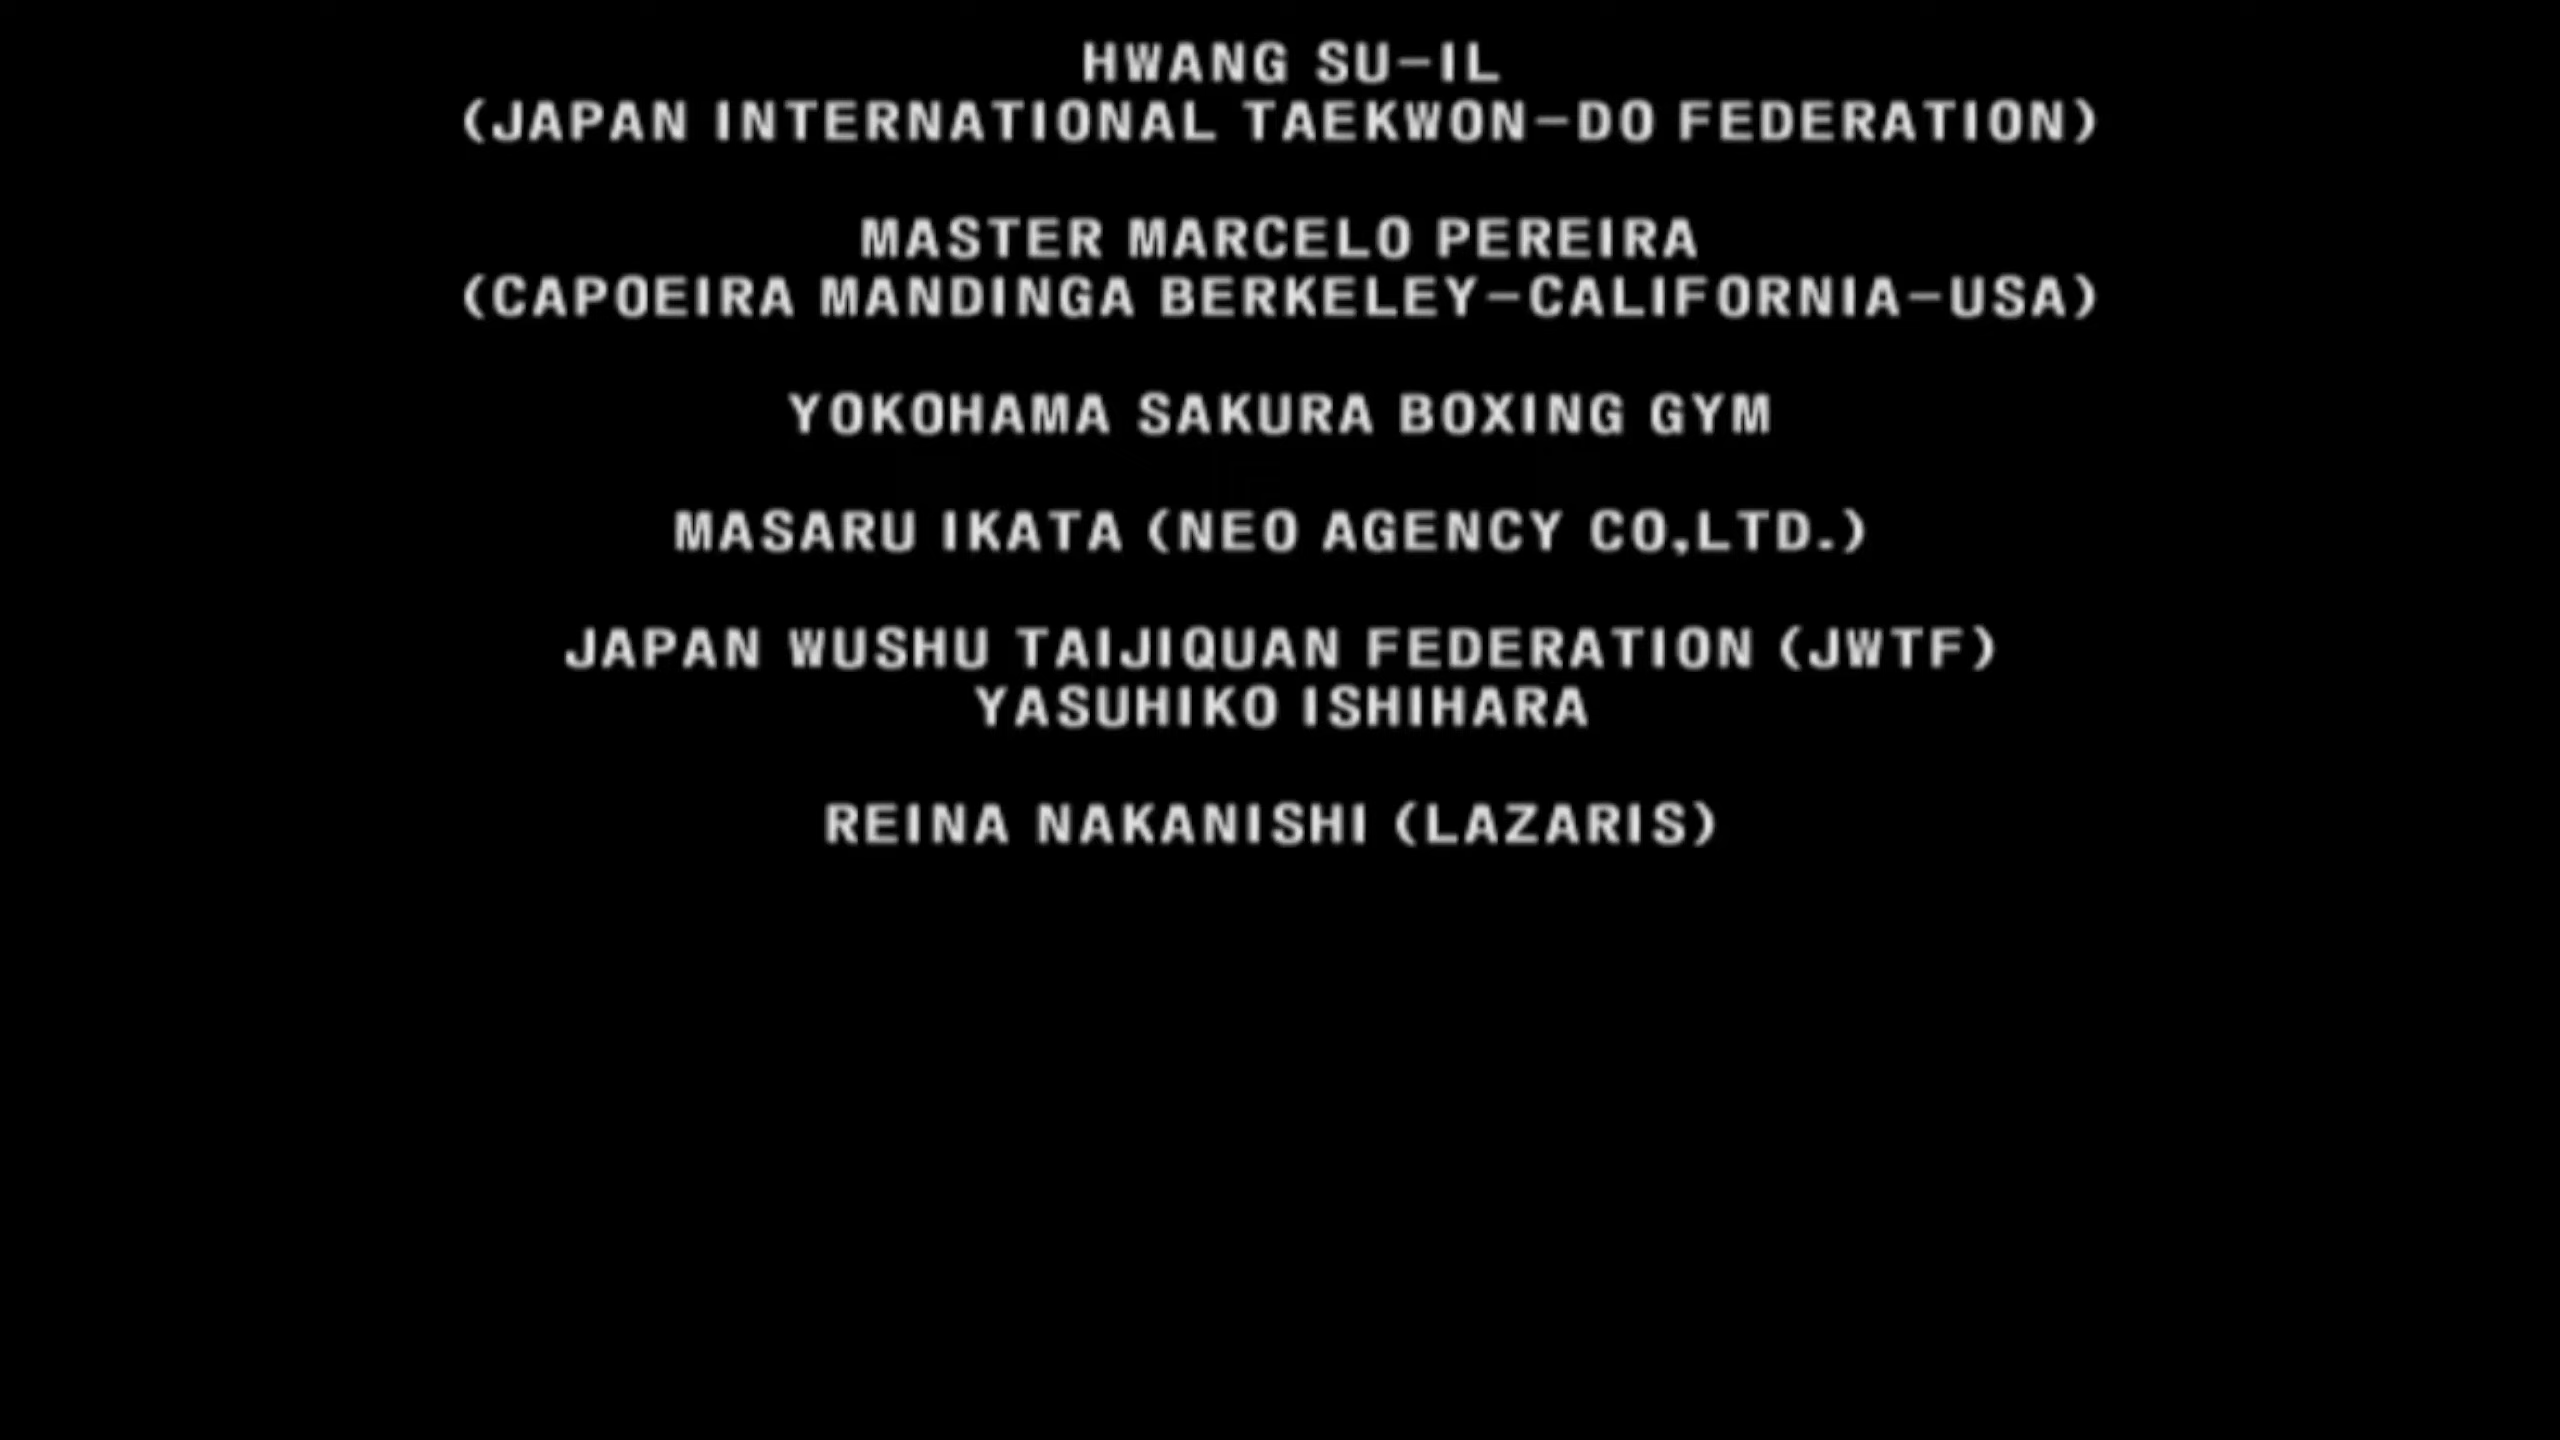 HWANG SU-IL
(JAPAN INTERNATIONAL TAEKWON-DO FEDERATION)
MASTER MARCELO PEREIRA
(CAPOEIRA MANDINGA BERKELEY-CALIFORNIA-USA)
YOKOHAMA SAKURA BOXING GYM
MASARU IKATA (NEO AGENCY CO,LTD.)
JAPAN WUSHU TAIJIQUAN FEDERATION (JWTF)
YASUHIKO ISHIHARA
REINA NAKANISHI (LAZARIS)